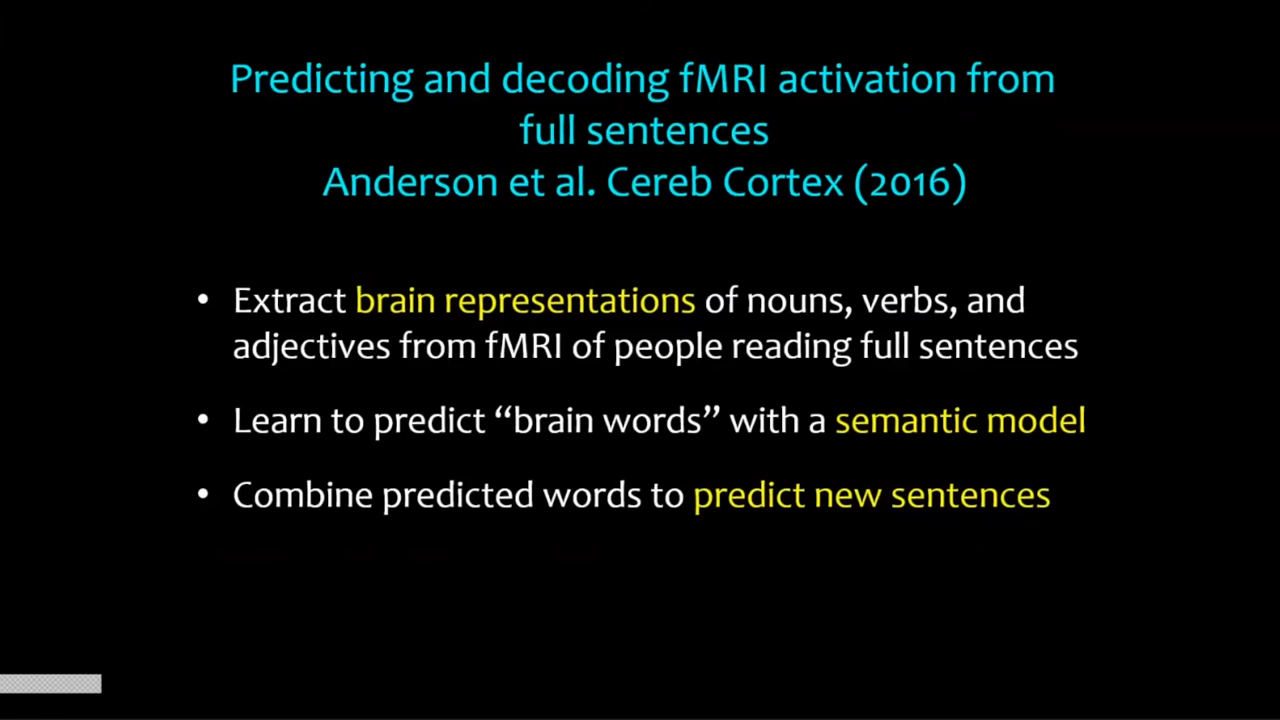 Predicting and decoding fMRI activation from
full sentences
Anderson et al. Cereb Cortex (2016)
• Extract brain representations of nouns, verbs, and
adjectives from fMRI of people reading full sentences
• Learn to predict “brain words” with a semantic model
• Combine predicted words to predict new sentences